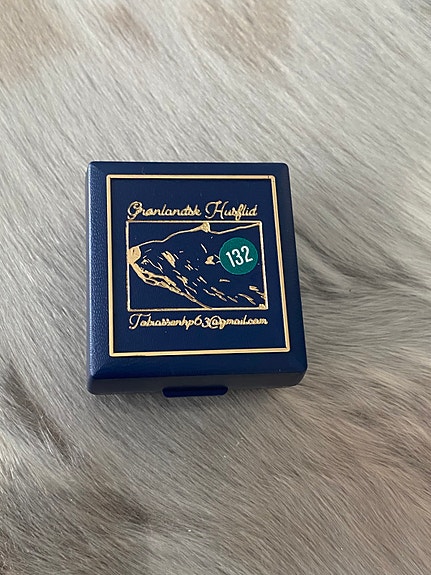 Grønlandsk Husflid
132
Tobiassenhp63@gmail.com